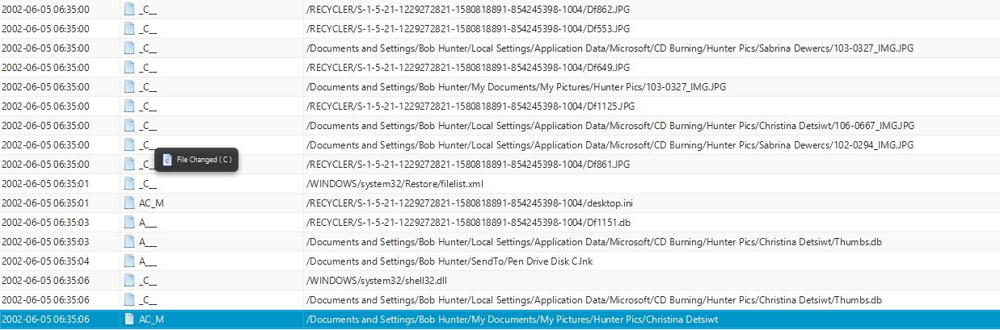 2002-06-05 06:35:00 _C__ /RECYCLER/S-1-5-21-1229272821-1580818891-854245398-1004/Df862.JPG
2002-06-05 06:35:00 _C__ /RECYCLER/S-1-5-21-1229272821-1580818891-854245398-1004/Df553.JPG
2002-06-05 06:35:00 _C__ /Documents and Settings/Bob Hunter/Local Settings/Application Data/Microsoft/CD Burning/Hunter Pics/Sabrina Dewercs/103-0327_IMG.JPG
2002-06-05 06:35:00 _C__ /RECYCLER/S-1-5-21-1229272821-1580818891-854245398-1004/Df649.JPG
2002-06-05 06:35:00 _C__ /Documents and Settings/Bob Hunter/My Documents/My Pictures/Hunter Pics/103-0327_IMG.JPG
2002-06-05 06:35:00 _C__ /RECYCLER/S-1-5-21-1229272821-1580818891-854245398-1004/Df1125.JPG
2002-06-05 06:35:00 _C__ /Documents and Settings/Bob Hunter/Local Settings/Application Data/Microsoft/CD Burning/Hunter Pics/Christina Detsiwt/106-0667_IMG.JPG
2002-06-05 06:35:00 _C_ /Documents and Settings/Bob Hunter/Local Settings/Application Data/Microsoft/CD Burning/Hunter Pics/Sabrina Dewercs/102-0294_IMG.JPG
File Changed ( C )
2002-06-05 06:35:00 _C_ /RECYCLER/S-1-5-21-1229272821-1580818891-854245398-1004/Df861.JPG
2002-06-05 06:35:01 _C__ /WINDOWS/system32/Restore/filelist.xml
2002-06-05 06:35:01 AC_M /RECYCLER/S-1-5-21-1229272821-1580818891-854245398-1004/desktop.ini
2002-06-05 06:35:03 A___ /RECYCLER/S-1-5-21-1229272821-1580818891-854245398-1004/Df1151.db
2002-06-05 06:35:03 A___ /Documents and Settings/Bob Hunter/Local Settings/Application Data/Microsoft/CD Burning/Hunter Pics/Christina Detsiwt/Thumbs.db
2002-06-05 06:35:04 A___ /Documents and Settings/Bob Hunter/SendTo/Pen Drive Disk C.lnk
2002-06-05 06:35:06 _C__ /WINDOWS/system32/shell32.dll
2002-06-05 06:35:06 _C__ /Documents and Settings/Bob Hunter/Local Settings/Application Data/Microsoft/CD Burning/Hunter Pics/Christina Detsiwt/Thumbs.db
2002-06-05 06:35:06 AC_M /Documents and Settings/Bob Hunter/My Documents/My Pictures/Hunter Pics/Christina Detsiwt